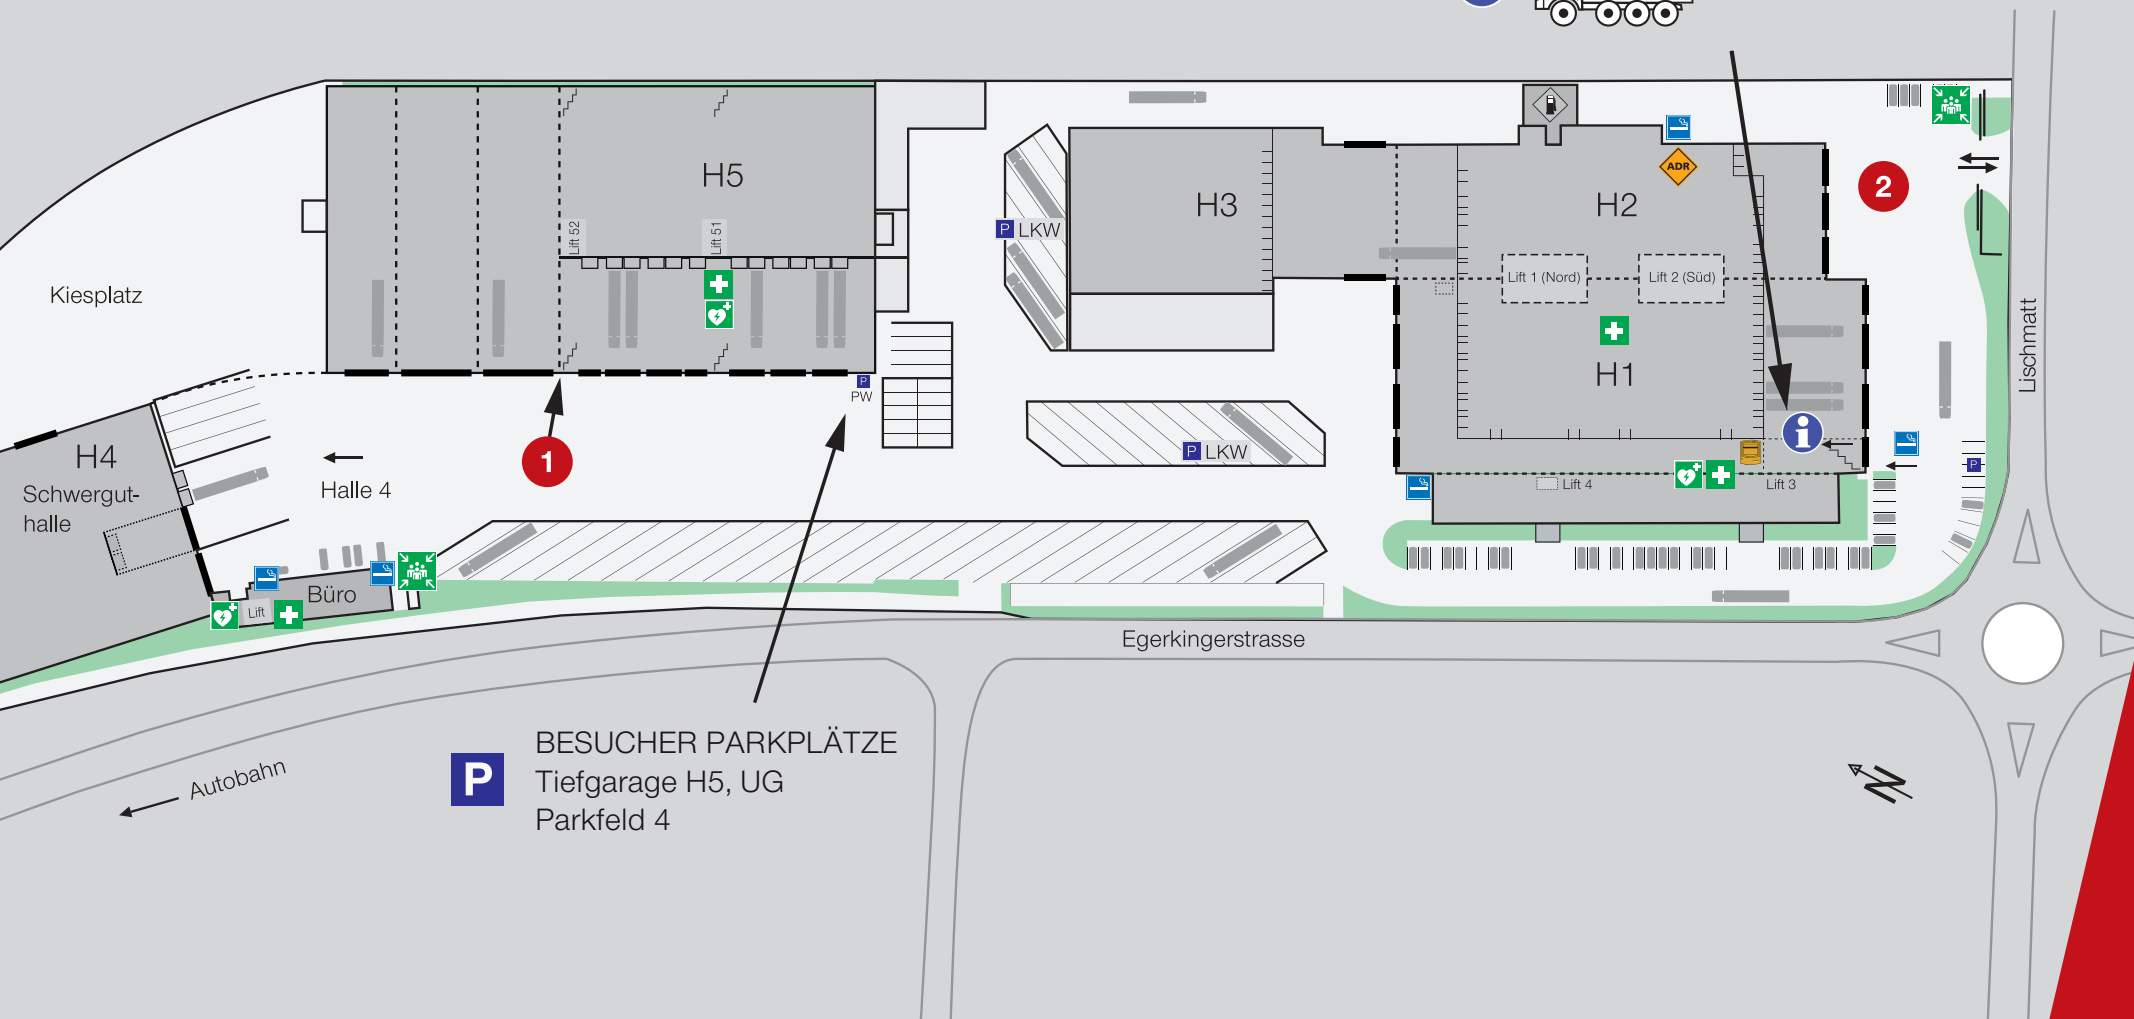 H5
H3
H2
ADR
2
Lift 52
Lift 51
P LKW
Lift 1 (Nord)
Lift 2 (Süd)
Kiesplatz
H1
Lischmatt
P
PW
i
H4
Schwergut-
halle
Halle 4
1
P LKW
P
Lift 4
Lift 3
Büro
Lift
Egerkingerstrasse
Autobahn
P
BESUCHER PARKPLÄTZE
Tiefgarage H5, UG
Parkfeld 4
N